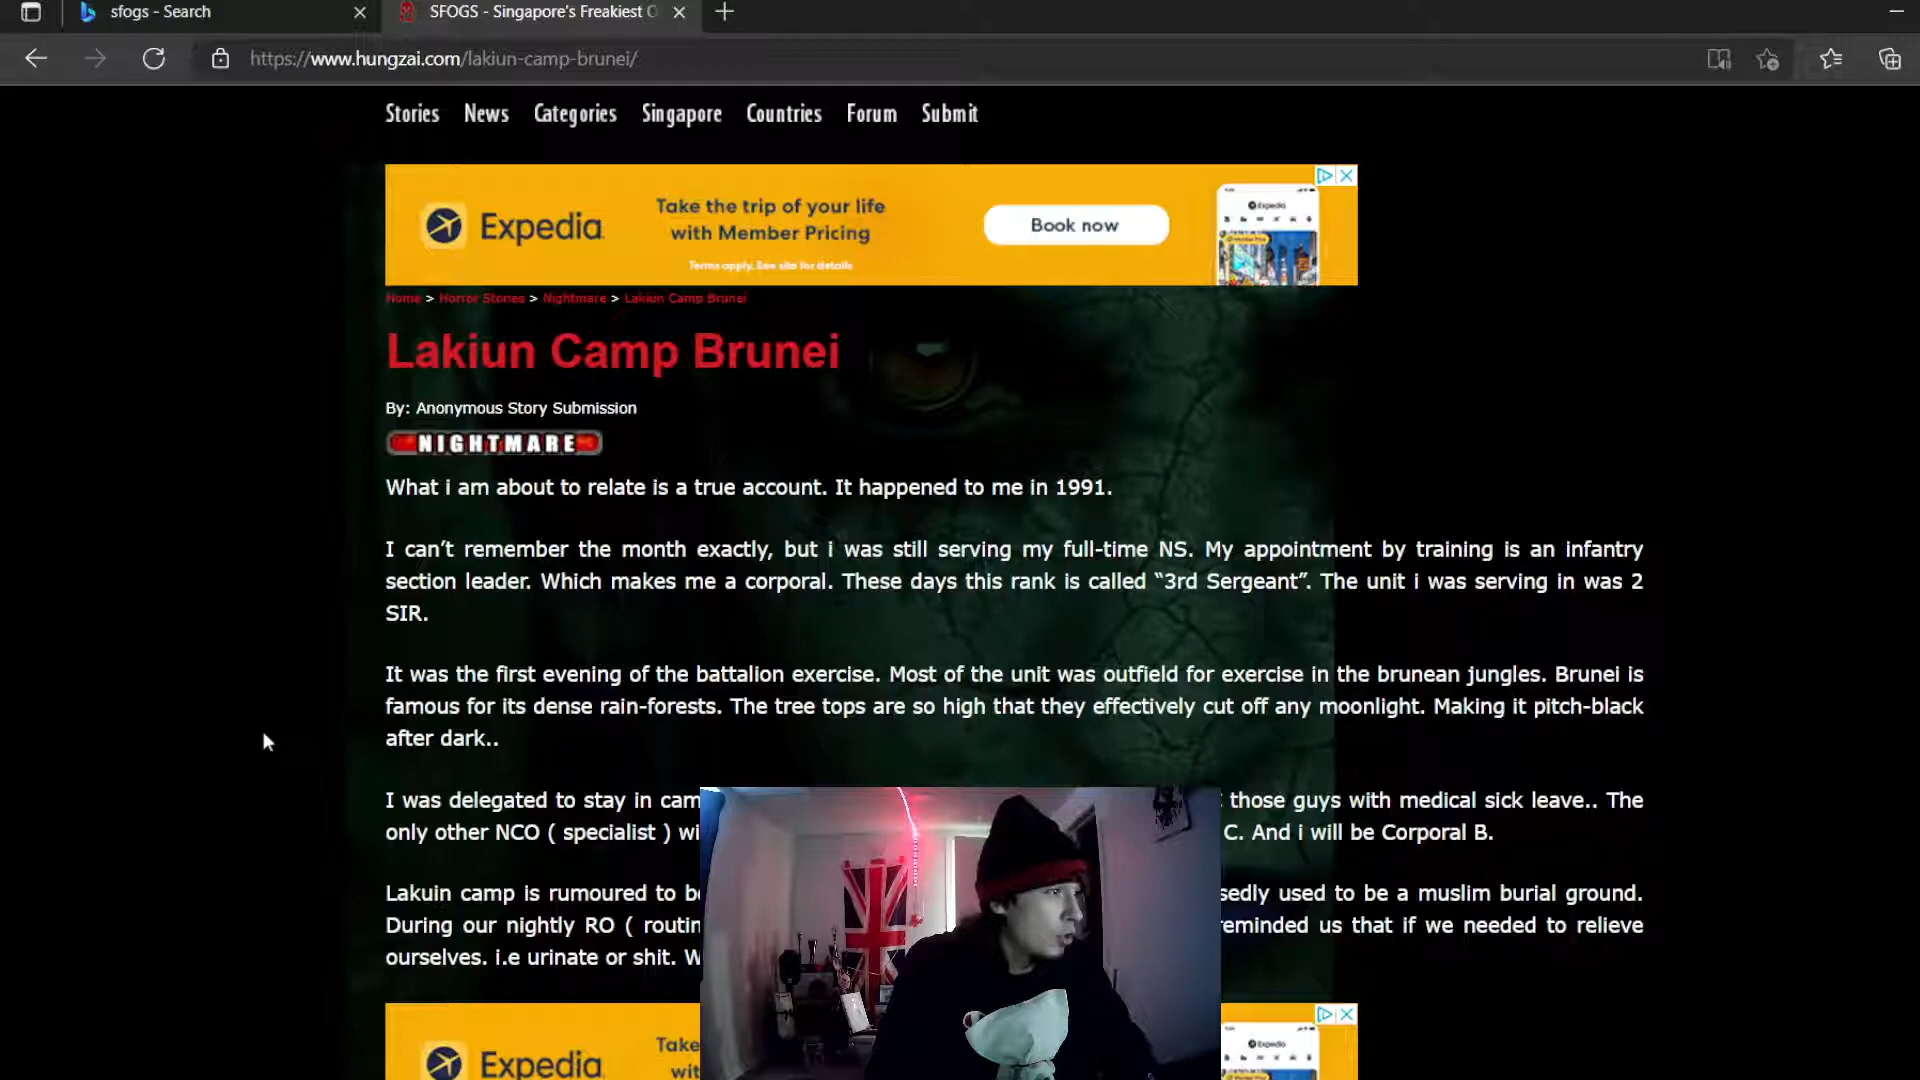 sfogs - Search
SFOGS - Singapore's Freakiest
https://www.hungzai.com/lakiun-camp-brunei/
Stories News Categories Singapore Countries Forum Submit
Expedia
Take the trip of your life
with Member Pricing
Terms apply. See site for details
Book now
Expedia
Home > Horror Stories > Nightmare > Lakiun Camp Brunei
Lakiun Camp Brunei
By: Anonymous Story Submission
NIGHTMARE
What i am about to relate is a true account. It happened to me in 1991.
I can't remember the month exactly, but i was still serving my full-time NS. My appointment by training is an infantry
section leader. Which makes me a corporal. These days this rank is called “3rd Sergeant”. The unit i was serving in was 2
SIR.
It was the first evening of the battalion exercise. Most of the unit was outfield for exercise in the brunean jungles. Brunei is
famous for its dense rain-forests. The tree tops are so high that they effectively cut off any moonlight. Making it pitch-black
after dark..
I was delegated to stay in cam those guys with medical sick leave.. The
only other NCO ( specialist ) wi C. And i will be Corporal B.
Lakuin camp is rumoured to b sedly used to be a muslim burial ground.
During our nightly RO ( routin reminded us that if we needed to relieve
ourselves. i.e urinate or shit. W
Expedia
Take
wit
Expedia